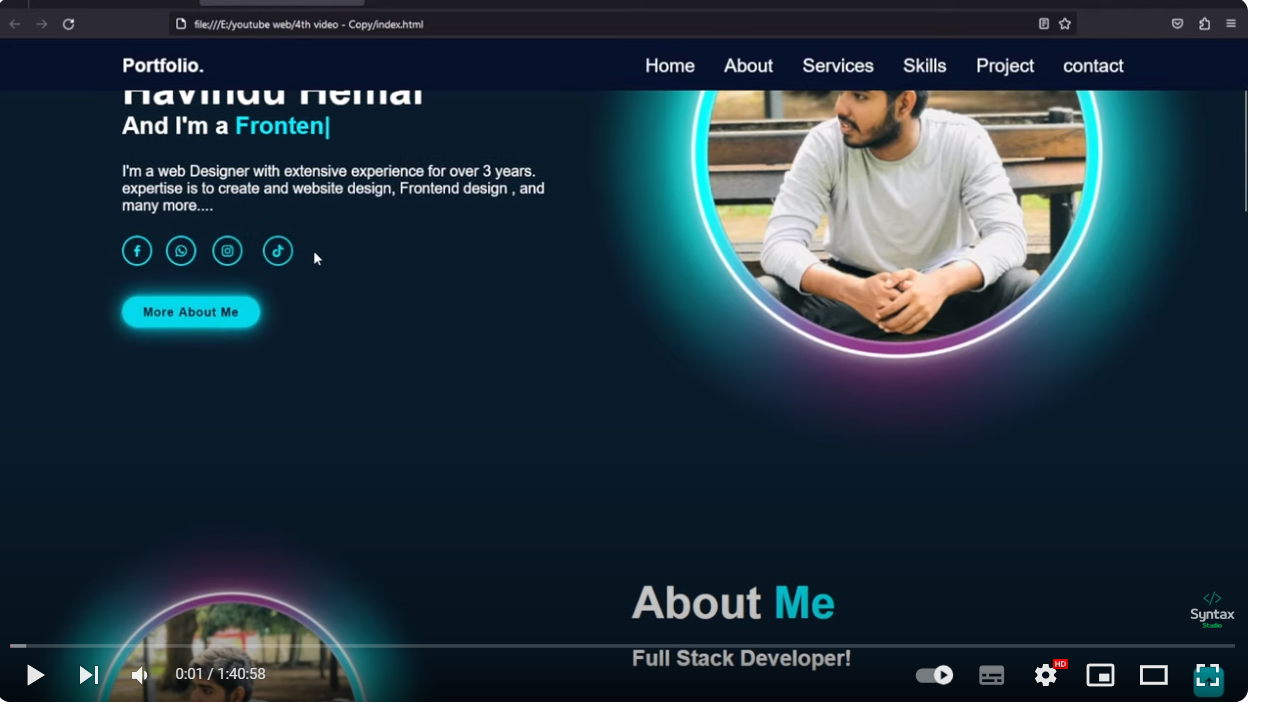 file:///E:/youtube web/4th video - Copy/index.html
Portfolio.
Home About Services Skills Project contact
Havindu Hemal
And I'm a Fronten|
I'm a web Designer with extensive experience for over 3 years.
expertise is to create and website design, Frontend design , and
many more....
More About Me
About Me
Full Stack Developer!
</>
Syntax
Studio
0:01 / 1:40:58
HD